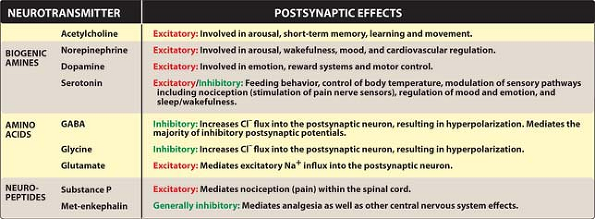 NEUROTRANSMITTER POSTSYNAPTIC EFFECTS
Acetylcholine Excitatory: Involved in arousal, short-term memory, learning and movement.
BIOGENIC AMINES
Norepinephrine Excitatory: Involved in arousal, wakefulness, mood, and cardiovascular regulation.
Dopamine Excitatory: Involved in emotion, reward systems and motor control.
Serotonin Excitatory/Inhibitory: Feeding behavior, control of body temperature, modulation of sensory pathways
including nociception (stimulation of pain nerve sensors), regulation of mood and emotion, and
sleep/wakefulness.
AMINO ACIDS
GABA Inhibitory: Increases Cl⁻ flux into the postsynaptic neuron, resulting in hyperpolarization. Mediates the
majority of inhibitory postsynaptic potentials.
Glycine Inhibitory: Increases Cl⁻ flux into the postsynaptic neuron, resulting in hyperpolarization.
Glutamate Excitatory: Mediates excitatory Na⁺ influx into the postsynaptic neuron.
NEURO-
PEPTIDES
Substance P Excitatory: Mediates nociception (pain) within the spinal cord.
Met-enkephalin Generally inhibitory: Mediates analgesia as well as other central nervous system effects.